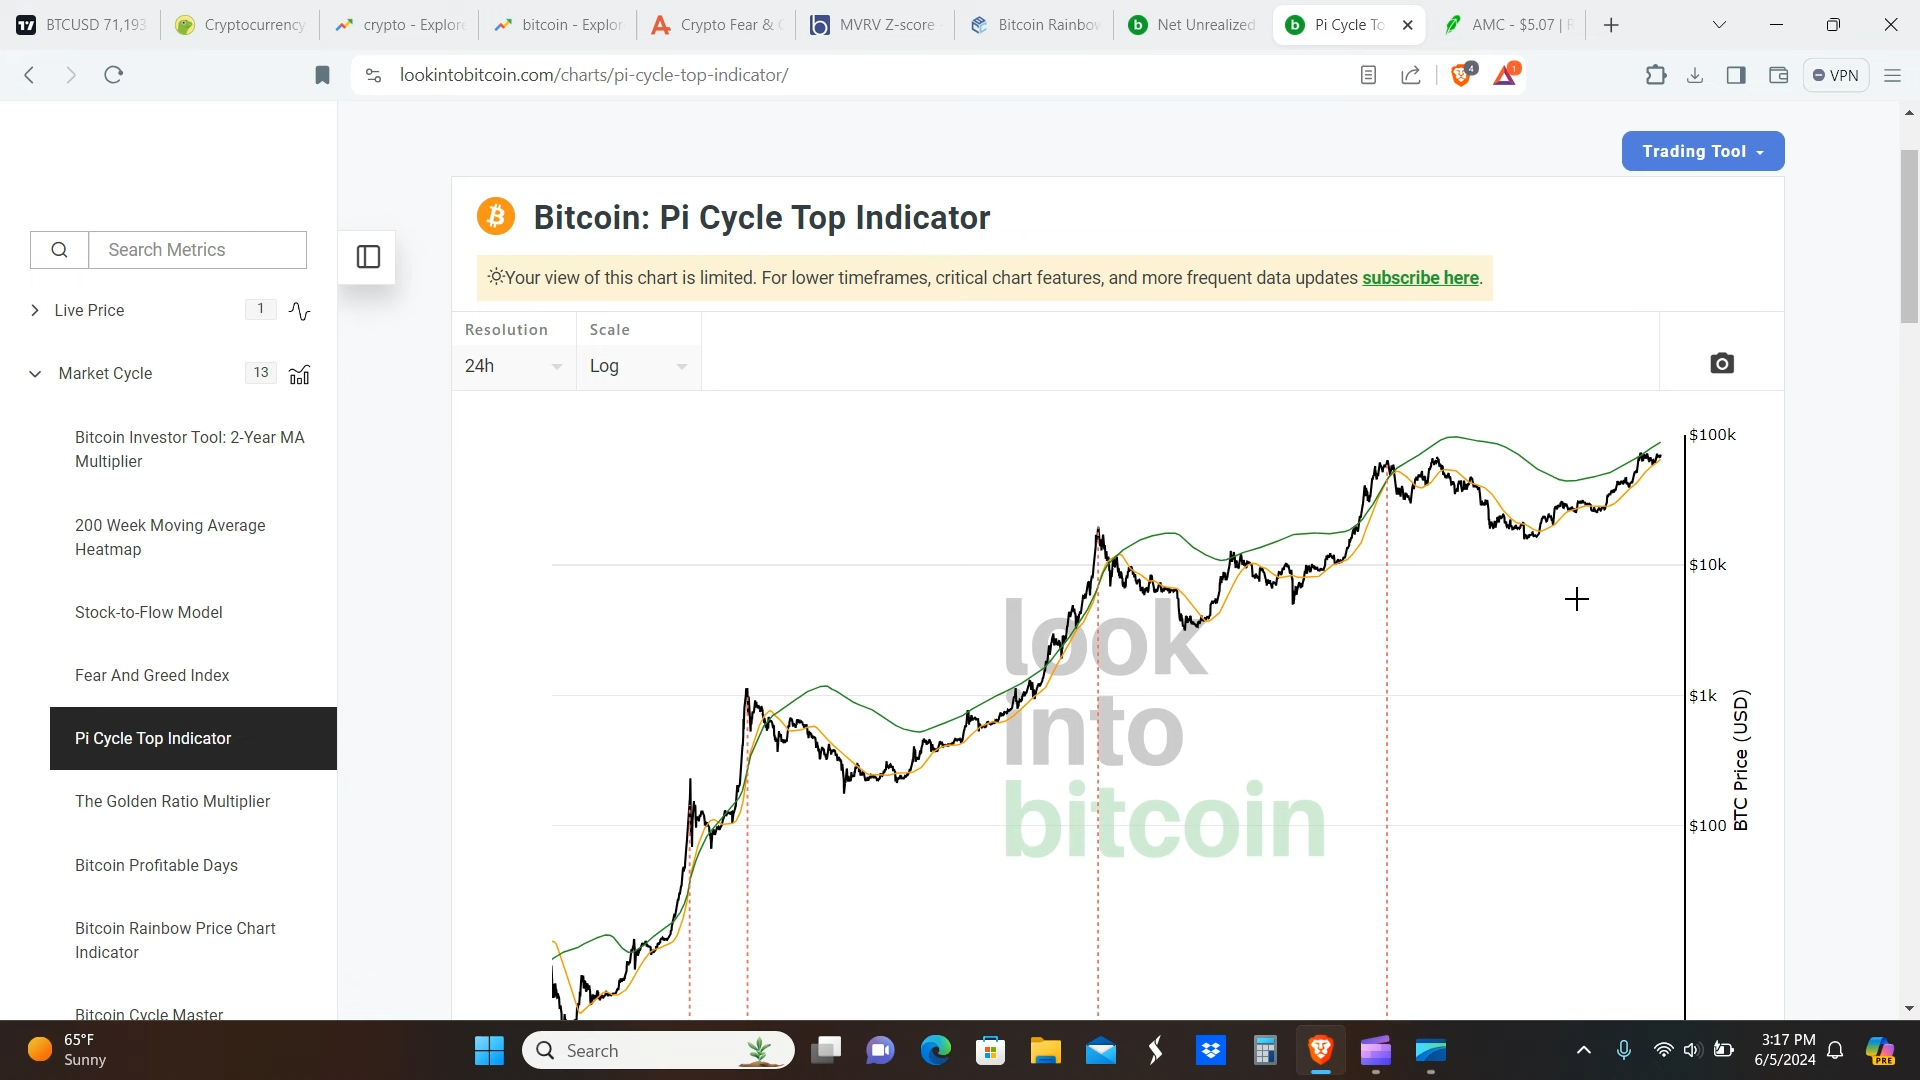 BTCUSD 71,193
Cryptocurrency
crypto - Explore
bitcoin - Explor
Crypto Fear & G
MVRV Z-score -
Bitcoin Rainbow
Net Unrealized
Pi Cycle To
AMC - $5.07 | R
lookintobitcoin.com/charts/pi-cycle-top-indicator/
4
1
VPN
Trading Tool
Bitcoin: Pi Cycle Top Indicator
Your view of this chart is limited. For lower timeframes, critical chart features, and more frequent data updates subscribe here.
Search Metrics
Live Price
1
Market Cycle
13
Bitcoin Investor Tool: 2-Year MA
Multiplier
200 Week Moving Average
Heatmap
Stock-to-Flow Model
Fear And Greed Index
Pi Cycle Top Indicator
The Golden Ratio Multiplier
Bitcoin Profitable Days
Bitcoin Rainbow Price Chart
Indicator
Bitcoin Cycle Master
Resolution
24h
Scale
Log
$100k
$10k
$1k
$100
BTC Price (USD)
look
into
bitcoin
65°F
Sunny
Search
3:17 PM
6/5/2024
PRE